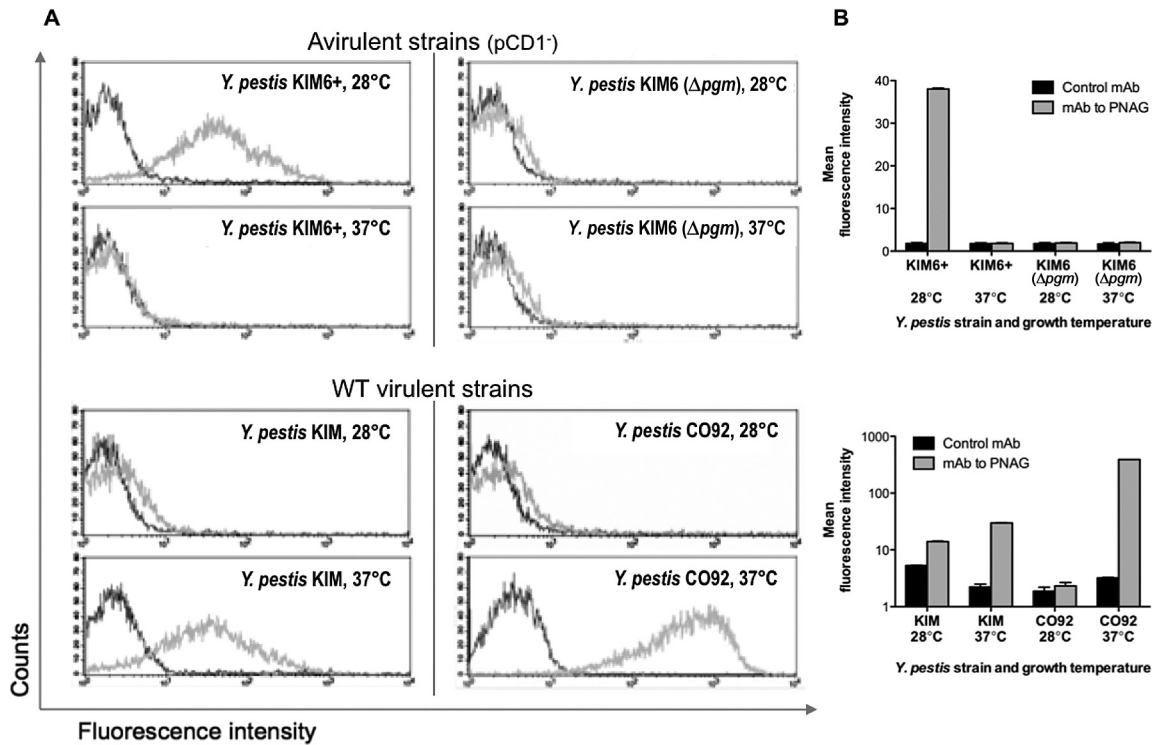 A
Avirulent strains (pCD1-)
Y. pestis KIM6+, 28°C
Y. pestis KIM6 (Δpgm), 28°C
Y. pestis KIM6+, 37°C
Y. pestis KIM6 (Δpgm), 37°C
WT virulent strains
Y. pestis KIM, 28°C
Y. pestis CO92, 28°C
Y. pestis KIM, 37°C
Y. pestis CO92, 37°C
Counts
Fluorescence intensity
B
Control mAb
mAb to PNAG
Mean
fluorescence intensity
40
30
20
10
0
KIM6+ KIM6+ KIM6 KIM6
(Δpgm) (Δpgm)
28°C 37°C 28°C 37°C
Y. pestis strain and growth temperature
Control mAb
mAb to PNAG
Mean
fluorescence intensity
1000
100
10
1
KIM KIM CO92 CO92
28°C 37°C 28°C 37°C
Y. pestis strain and growth temperature